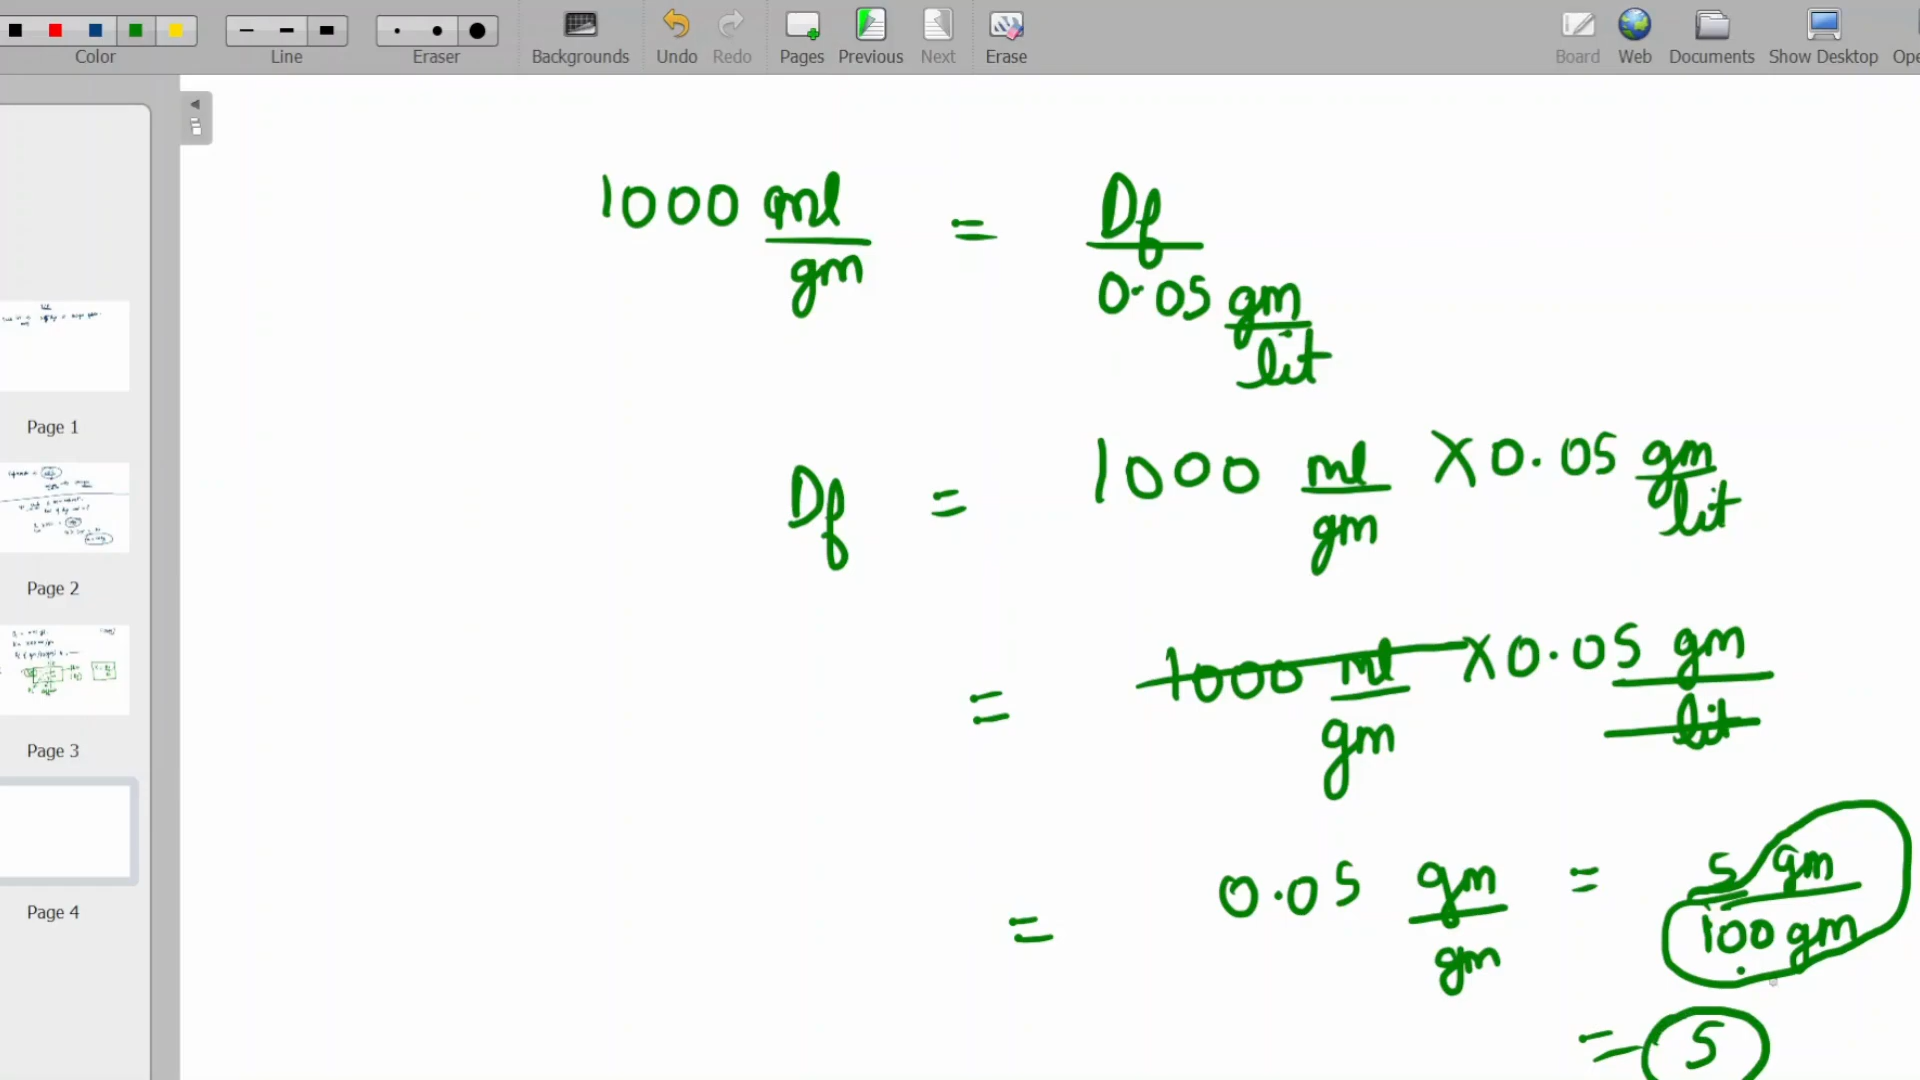 Color Line Eraser Backgrounds Undo Redo Pages Previous Next Erase Board Web Documents Show Desktop Ope
1000 ml/gm = Df / 0.05 gm/lit
Df = 1000 ml/gm X 0.05 gm/lit
= 1000 ml/gm X 0.05 gm/lit
= 0.05 gm/gm = 5 gm/100 gm
= 5
Page 1
Page 2
Page 3
Page 4